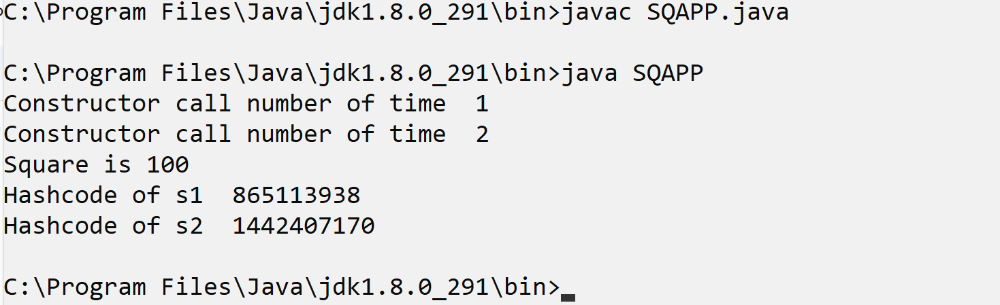 C:\Program Files\Java\jdk1.8.0_291\bin>javac SQAPP.java
C:\Program Files\Java\jdk1.8.0_291\bin>java SQAPP
Constructor call number of time  1
Constructor call number of time  2
Square is 100
Hashcode of s1  865113938
Hashcode of s2  1442407170
C:\Program Files\Java\jdk1.8.0_291\bin>